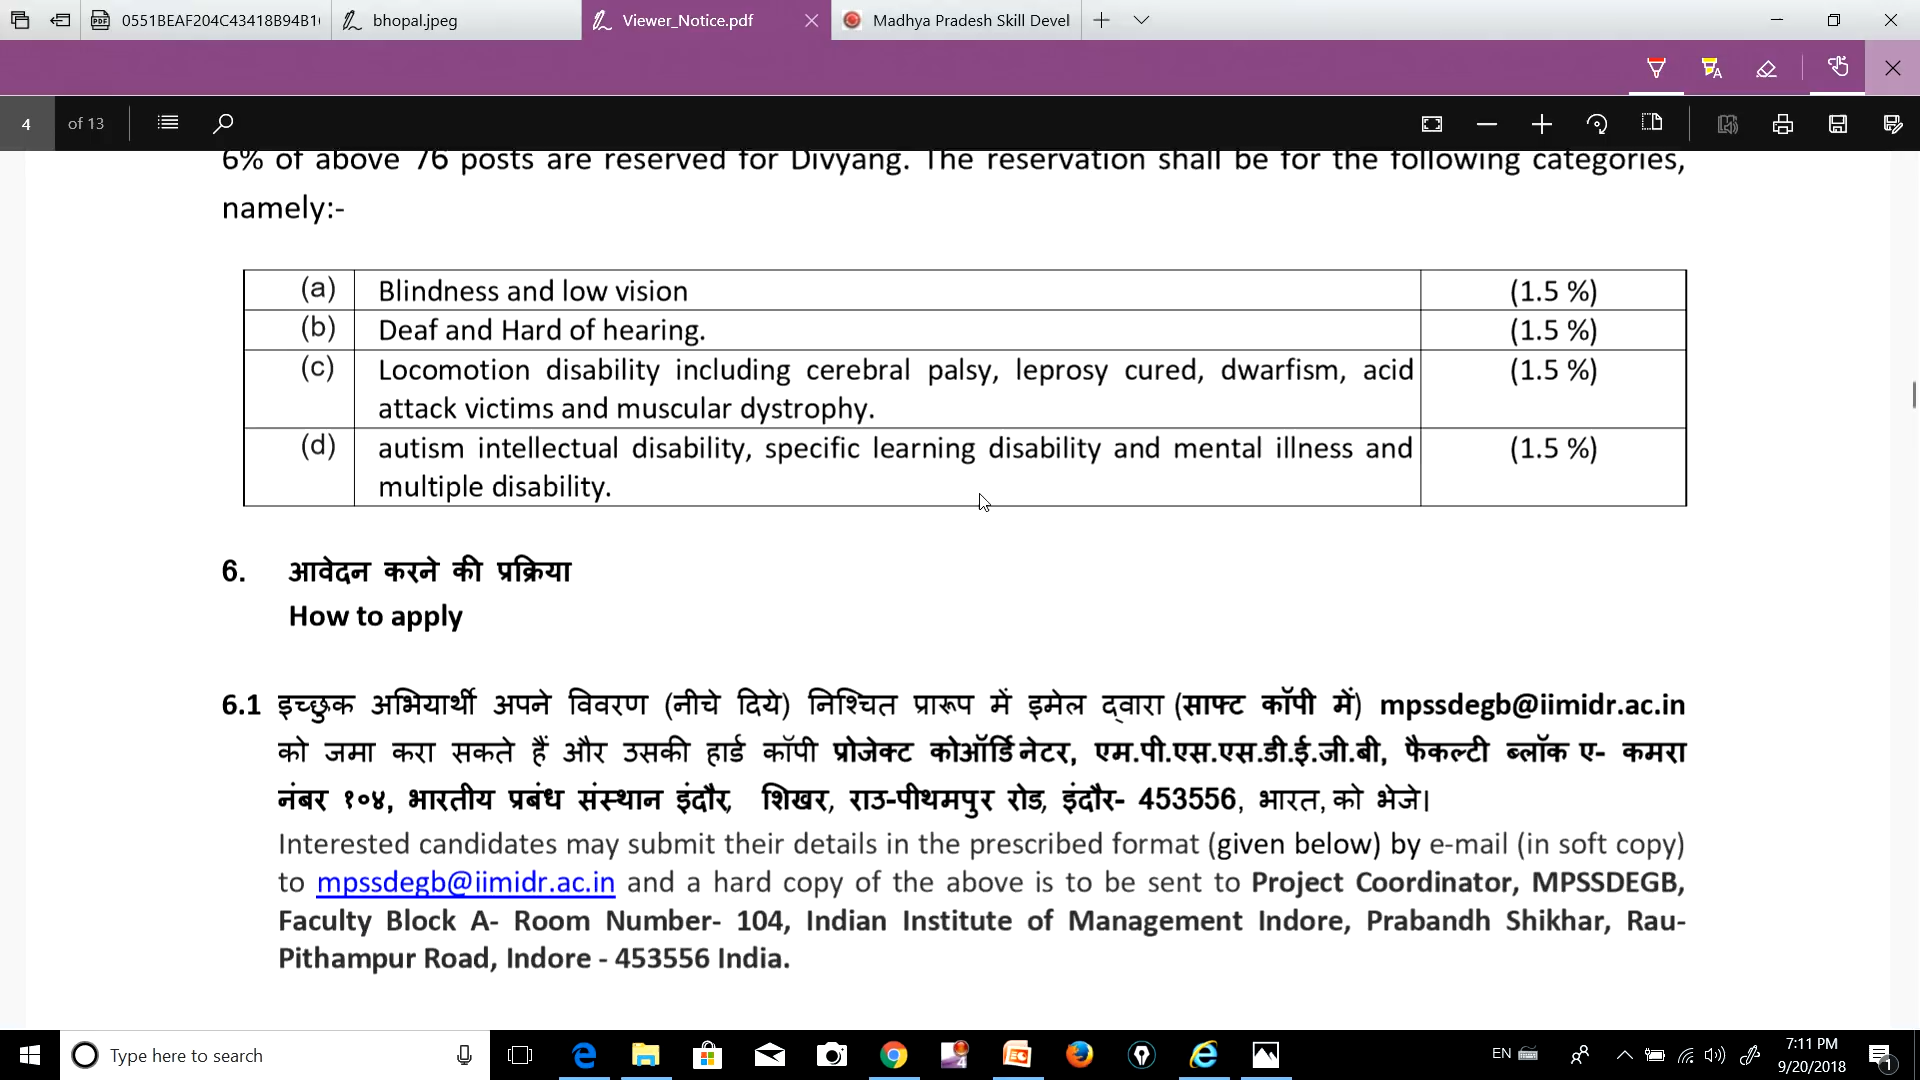 0551BEAF204C43418B94B1
bhopal.jpeg
Viewer_Notice.pdf
Madhya Pradesh Skill Devel
4 of 13
6% of above 76 posts are reserved for Divyang. The reservation shall be for the following categories,
namely:-
(a) Blindness and low vision (1.5 %)
(b) Deaf and Hard of hearing. (1.5 %)
(c) Locomotion disability including cerebral palsy, leprosy cured, dwarfism, acid (1.5 %)
attack victims and muscular dystrophy.
(d) autism intellectual disability, specific learning disability and mental illness and (1.5 %)
multiple disability.
6. आवेदन करने की प्रक्रिया
How to apply
6.1 इच्छुक अभियार्थी अपने विवरण (नीचे दिये) निश्चित प्रारूप में इमेल द्वारा (साफ्ट कॉपी में) mpssdegb@iimidr.ac.in
को जमा करा सकते हैं और उसकी हार्ड कॉपी प्रोजेक्ट कोऑर्डिनेटर, एम.पी.एस.एस.डी.ई.जी.बी, फैकल्टी ब्लॉक ए- कमरा
नंबर १०४, भारतीय प्रबंध संस्थान इंदौर, शिखर, राउ-पीथमपुर रोड, इंदौर- 453556, भारत, को भेजे।
Interested candidates may submit their details in the prescribed format (given below) by e-mail (in soft copy)
to mpssdegb@iimidr.ac.in and a hard copy of the above is to be sent to Project Coordinator, MPSSDEGB,
Faculty Block A- Room Number- 104, Indian Institute of Management Indore, Prabandh Shikhar, Rau-
Pithampur Road, Indore - 453556 India.
Type here to search
EN
7:11 PM
9/20/2018
1